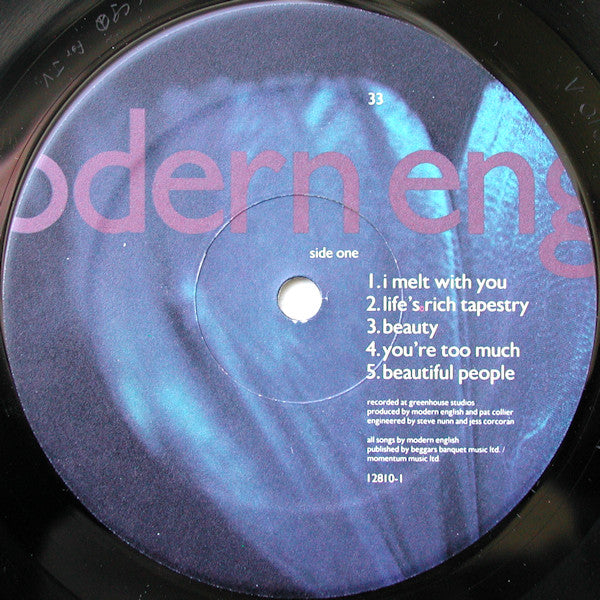 33
odern eng
side one
1. i melt with you
2. life's rich tapestry
3. beauty
4. you're too much
5. beautiful people
recorded at greenhouse studios
produced by modern english and pat collier
engineered by steve nunn and jess corcoran
all songs by modern english
published by beggars banquet music ltd. /
momentum music ltd.
12810-1